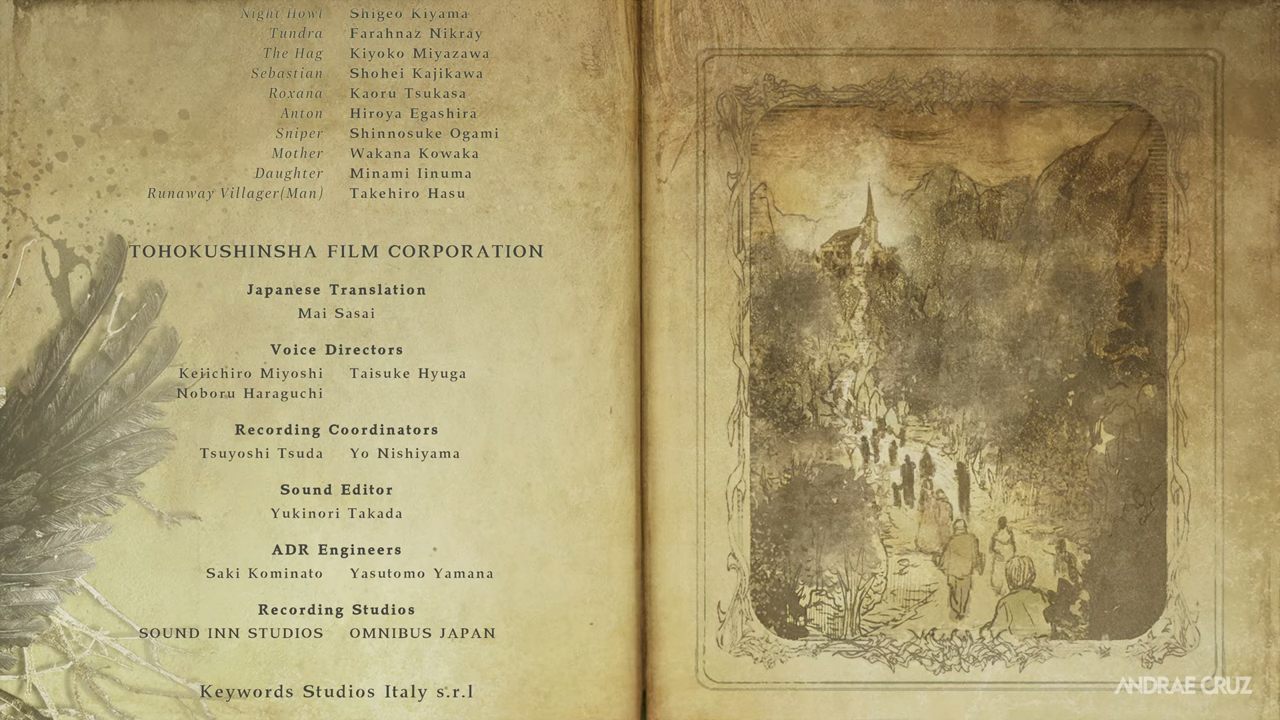 Night Howl Shigeo Kiyama
Tundra Farahnaz Nikray
The Hag Kiyoko Miyazawa
Sebastian Shohei Kajikawa
Roxana Kaoru Tsukasa
Anton Hiroya Egashira
Sniper Shinnosuke Ogami
Mother Wakana Kowaka
Daughter Minami Iinuma
Runaway Villager(Man) Takehiro Hasu
TOHOKUSHINSHA FILM CORPORATION
Japanese Translation
Mai Sasai
Voice Directors
Keiichiro Miyoshi Taisuke Hyuga
Noboru Haraguchi
Recording Coordinators
Tsuyoshi Tsuda Yo Nishiyama
Sound Editor
Yukinori Takada
ADR Engineers
Saki Kominato Yasutomo Yamana
Recording Studios
SOUND INN STUDIOS OMNIBUS JAPAN
Keywords Studios Italy s.r.l
ANDRAE CRUZ